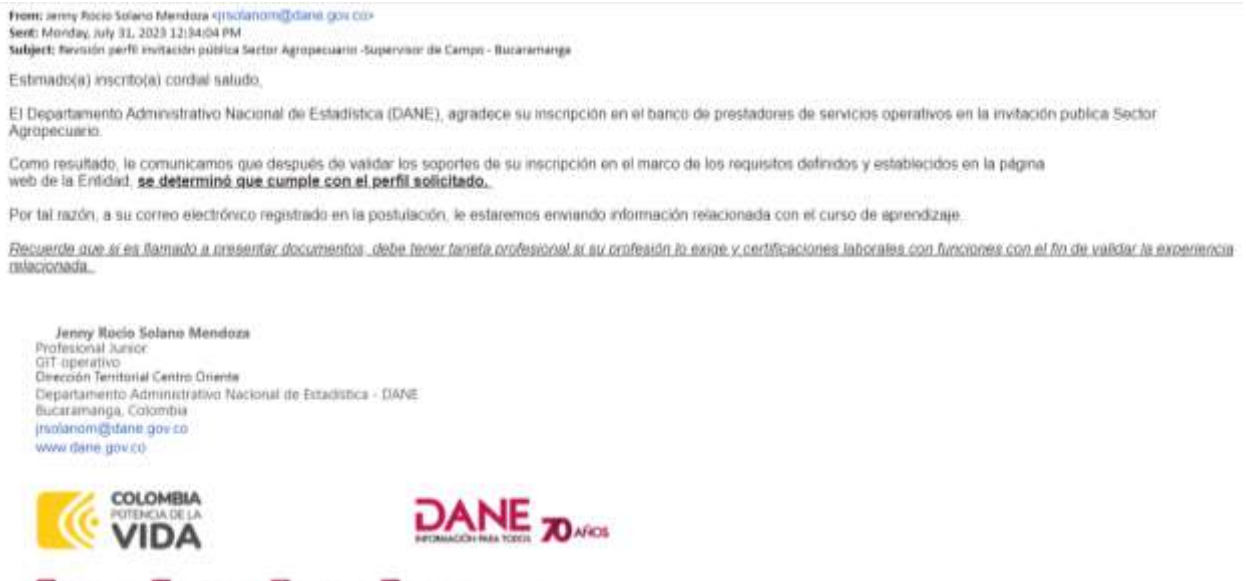 From: Jenny Rocio Solano Mendoza <jrsolanom@dane.gov.co>
Sent: Monday, July 31, 2023 12:34:04 PM
Subject: Revisión perfil invitación pública Sector Agropecuario -Supervisor de Campo - Bucaramanga
Estimado(a) inscrito(a) cordial saludo,
El Departamento Administrativo Nacional de Estadística (DANE), agradece su inscripción en el banco de prestadores de servicios operativos en la invitación publica Sector
Agropecuario.
Como resultado, le comunicamos que después de validar los soportes de su inscripción en el marco de los requisitos definidos y establecidos en la página
web de la Entidad, se determinó que cumple con el perfil solicitado.
Por tal razón, a su correo electrónico registrado en la postulación, le estaremos enviando información relacionada con el curso de aprendizaje.
Recuerde que si es llamado a presentar documentos, debe tener tarjeta profesional si su profesión lo exige y certificaciones laborales con funciones con el fin de validar la experiencia
relacionada.
Jenny Rocio Solano Mendoza
Profesional Junior
GIT operativo
Dirección Territorial Centro Oriente
Departamento Administrativo Nacional de Estadística - DANE
Bucaramanga, Colombia
jrsolanom@dane.gov.co
www.dane.gov.co
COLOMBIA
POTENCIA DE LA
VIDA
DANE
INFORMACIÓN PARA TODOS
70 AÑOS